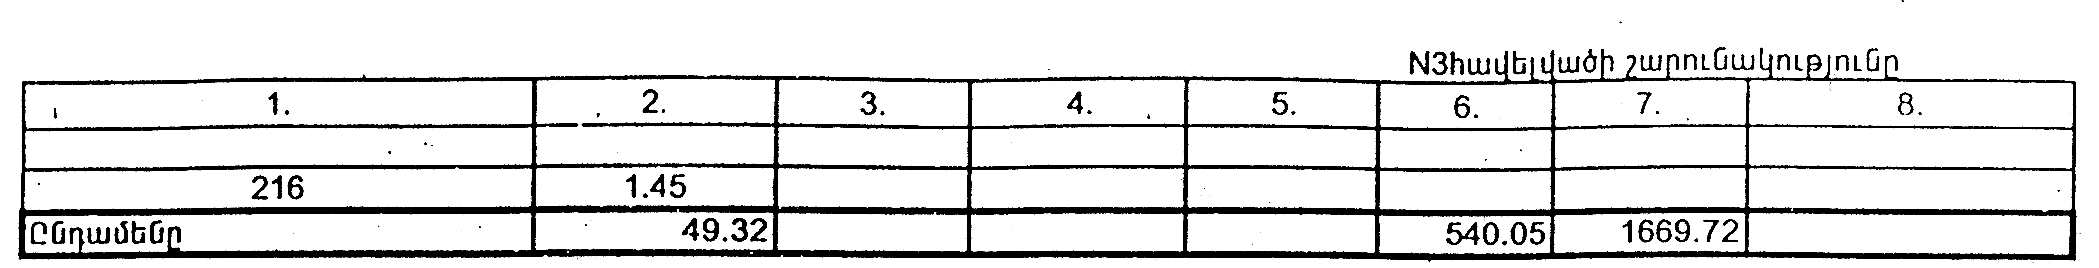 N3հավելվածի շարունակությունը
1. 2. 3. 4. 5. 6. 7. 8.
216 1.45
Ընդամենը 49.32 540.05 1669.72